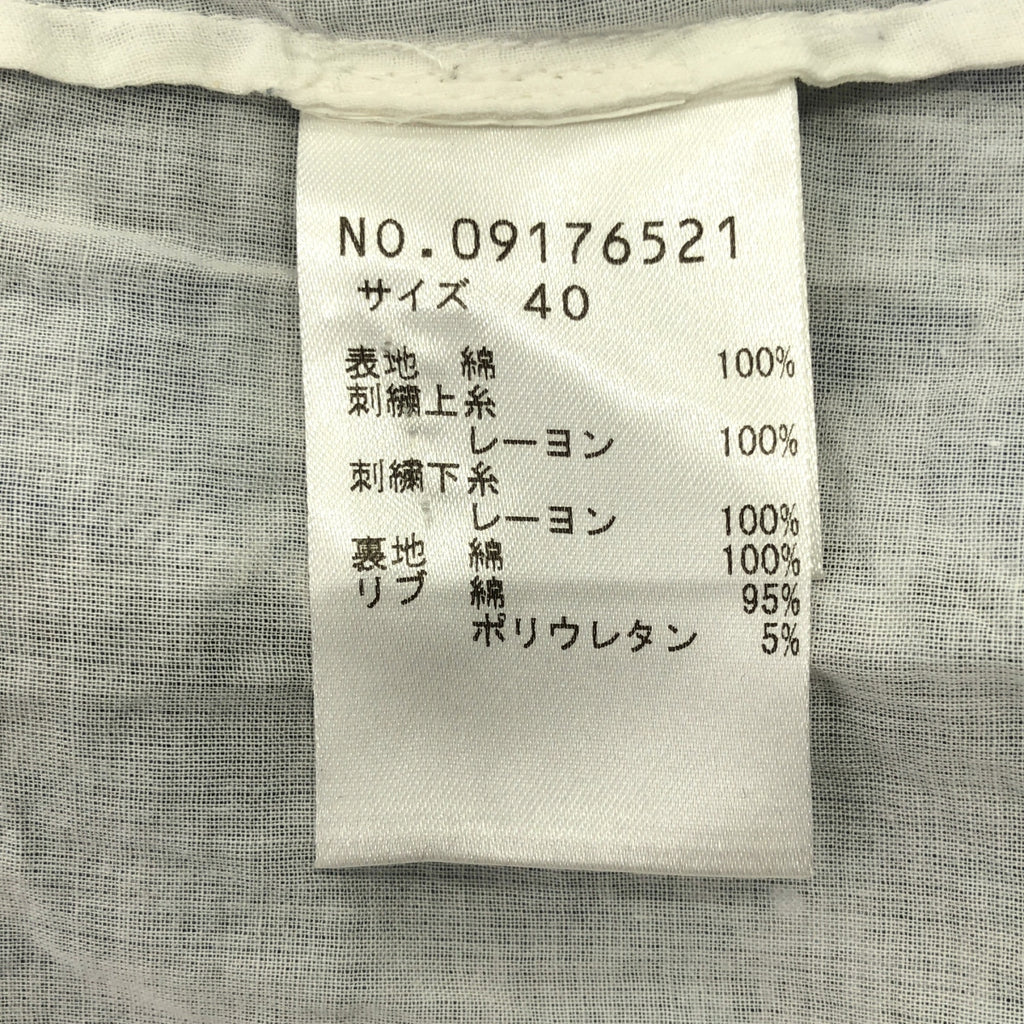 NO.09176521
サイズ 40
表地 綿 100%
刺繍上糸
レーヨン 100%
刺繍下糸
レーヨン 100%
裏地 綿 100%
リブ 綿 95%
ポリウレタン 5%